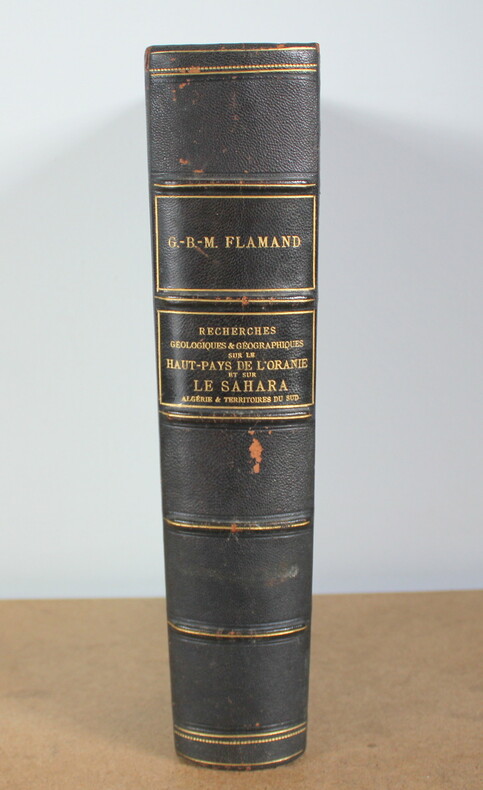 G.-B.-M. FLAMAND
RECHERCHES
GÉOLOGIQUES & GÉOGRAPHIQUES
SUR LE
HAUT-PAYS DE L'ORANIE
ET SUR
LE SAHARA
ALGÉRIE & TERRITOIRES DU SUD